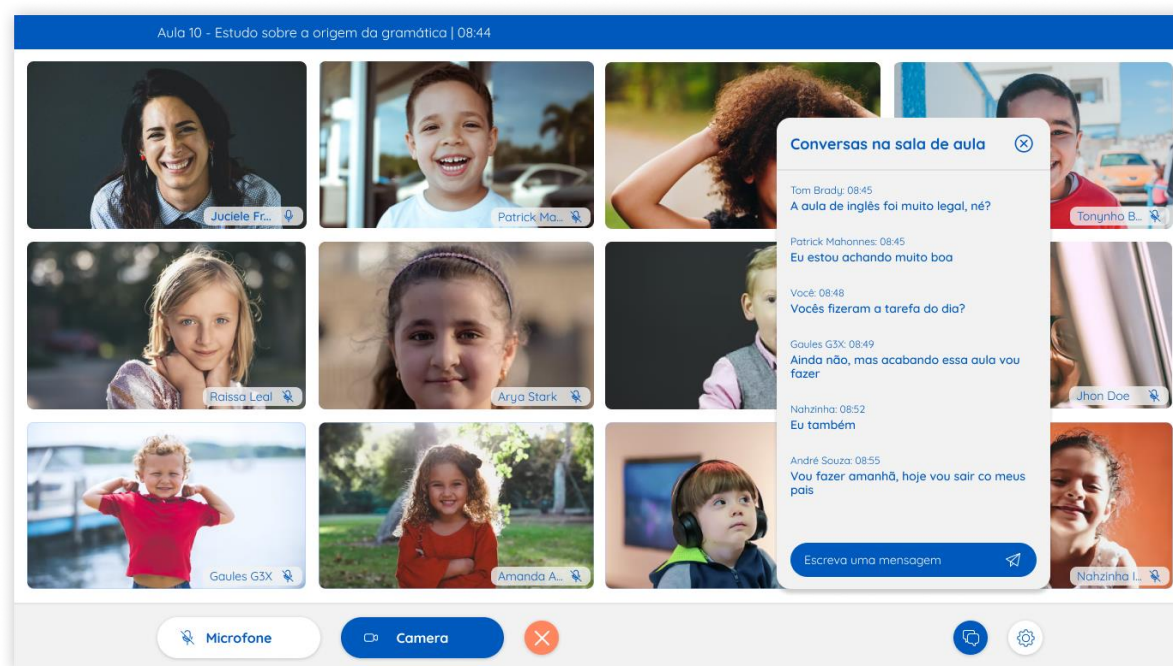 Aula 10 - Estudo sobre a origem da gramática | 08:44
Juciele Fr...
Patrick Ma...
Tonynho B...
Raissa Leal
Arya Stark
Jhon Doe
Gaules G3X
Amanda A...
Nahzinha I...
Conversas na sala de aula
Tom Brady: 08:45
A aula de inglês foi muito legal, né?
Patrick Mahonnes: 08:45
Eu estou achando muito boa
Você: 08:48
Vocês fizeram a tarefa do dia?
Gaules G3X: 08:49
Ainda não, mas acabando essa aula vou
fazer
Nahzinha: 08:52
Eu também
André Souza: 08:55
Vou fazer amanhã, hoje vou sair co meus
pais
Escreva uma mensagem
Microfone
Camera